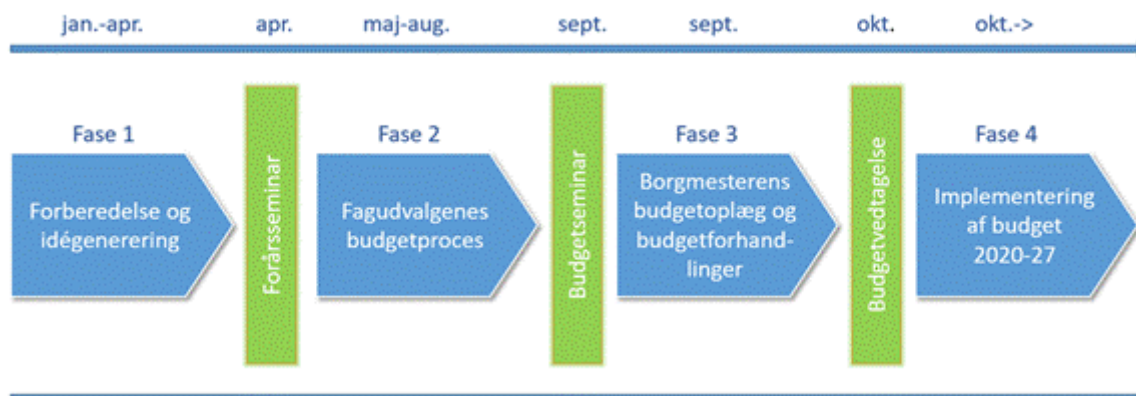 jan.-apr.
apr.
maj-aug.
sept.
sept.
okt.
okt.->
Fase 1
Forberedelse og
idégenerering
Forårsseminar
Fase 2
Fagudvalgenes
budgetproces
Budgetseminar
Fase 3
Borgmesterens
budgetoplæg og
budgetforhand-
linger
Budgetvedtagelse
Fase 4
Implementering
af budget
2020-27